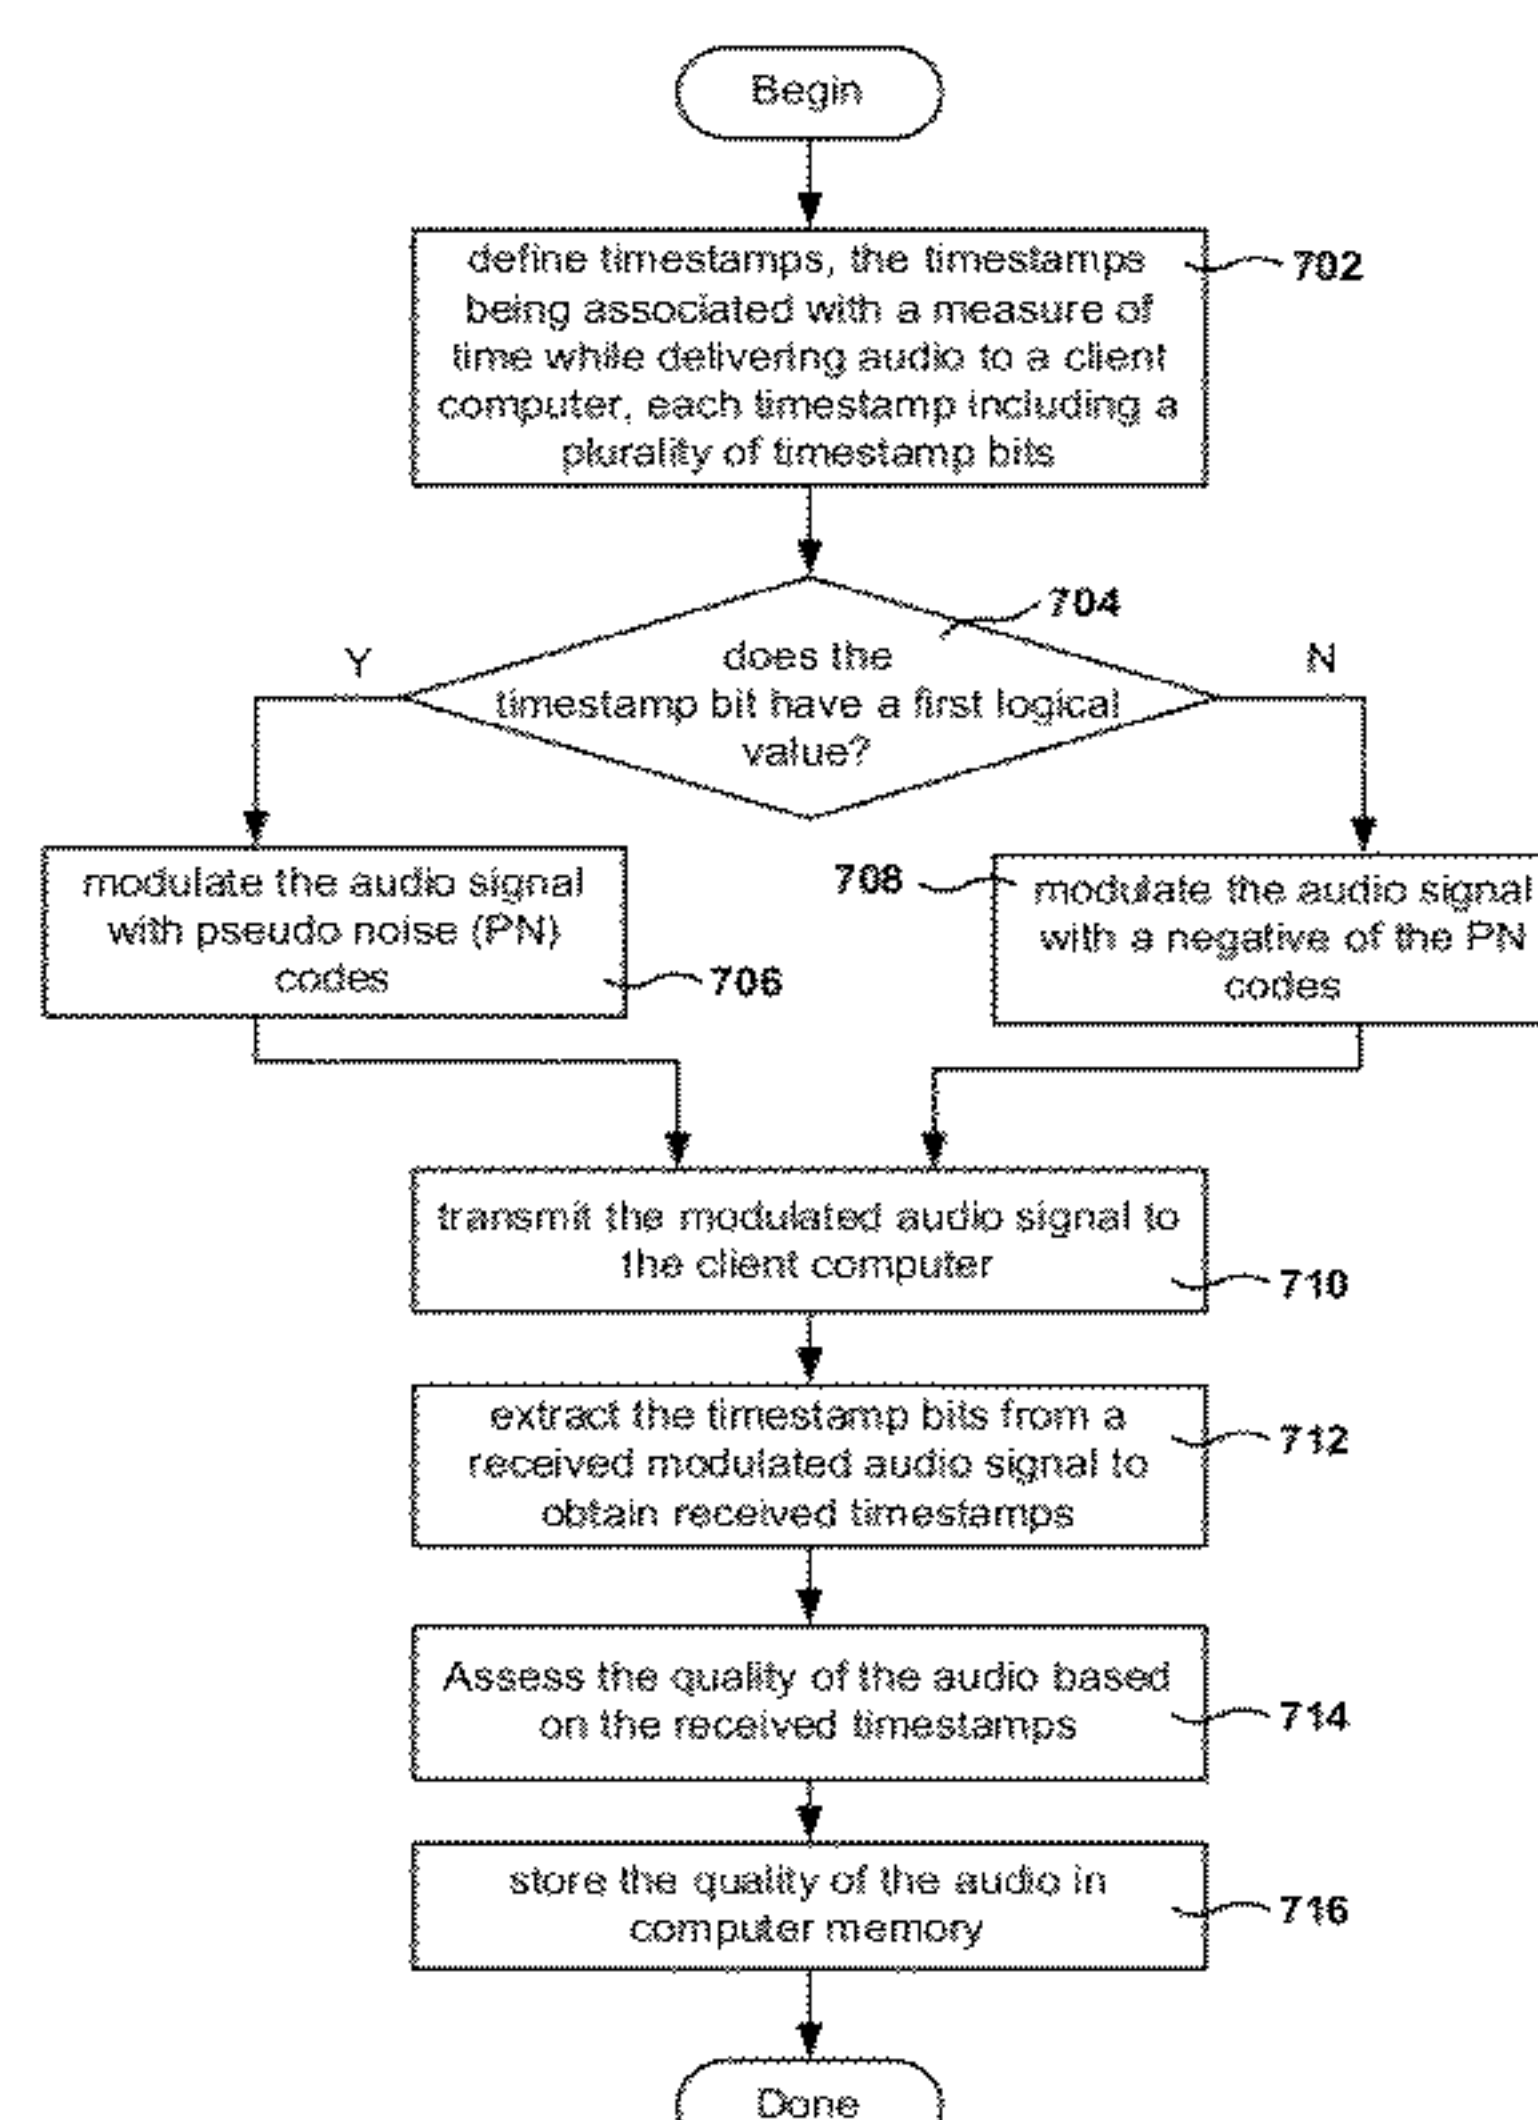 Begin
define timestamps, the timestamps
being associated with a measure of
time while delivering audio to a client
computer, each timestamp including a
plurality of timestamp bits
702
704
does the
timestamp bit have a first logical
value?
Y
N
modulate the audio signal
with pseudo noise (PN)
codes
706
708
modulate the audio signal
with a negative of the PN
codes
transmit the modulated audio signal to
the client computer
710
extract the timestamp bits from a
received modulated audio signal to
obtain received timestamps
712
Assess the quality of the audio based
on the received timestamps
714
store the quality of the audio in
computer memory
716
Done